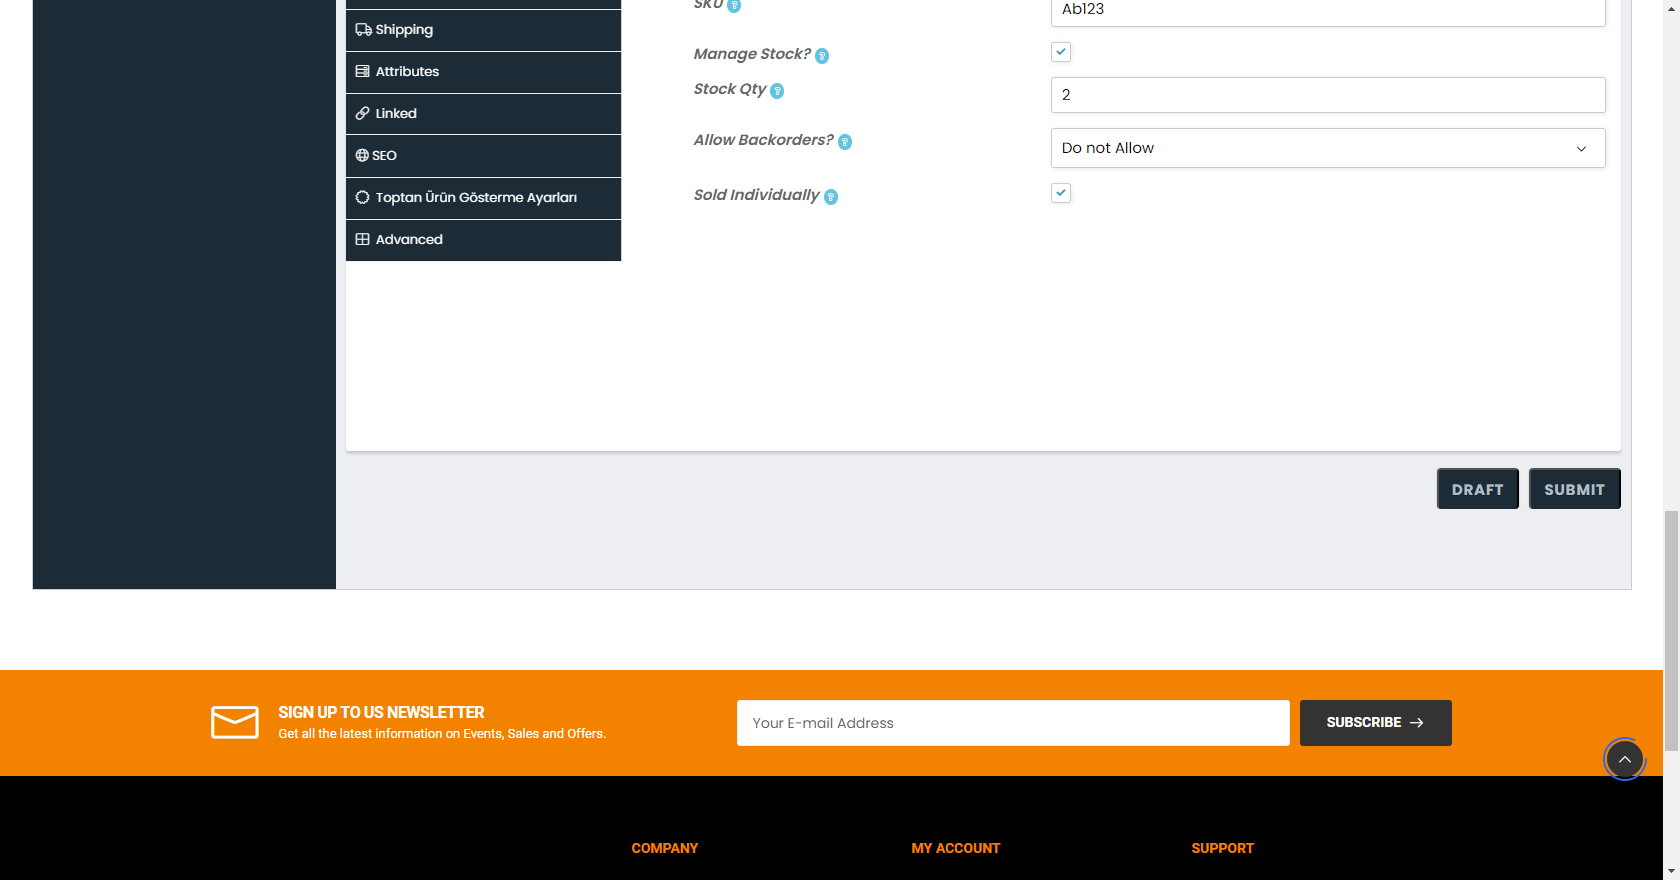 SKU
Ab123
Shipping
Manage Stock?
Attributes
Stock Qty
2
Linked
Allow Backorders?
Do not Allow
SEO
Toptan Ürün Gösterme Ayarları
Sold Individually
Advanced
DRAFT
SUBMIT
SIGN UP TO US NEWSLETTER
Get all the latest information on Events, Sales and Offers.
Your E-mail Address
SUBSCRIBE
COMPANY
MY ACCOUNT
SUPPORT